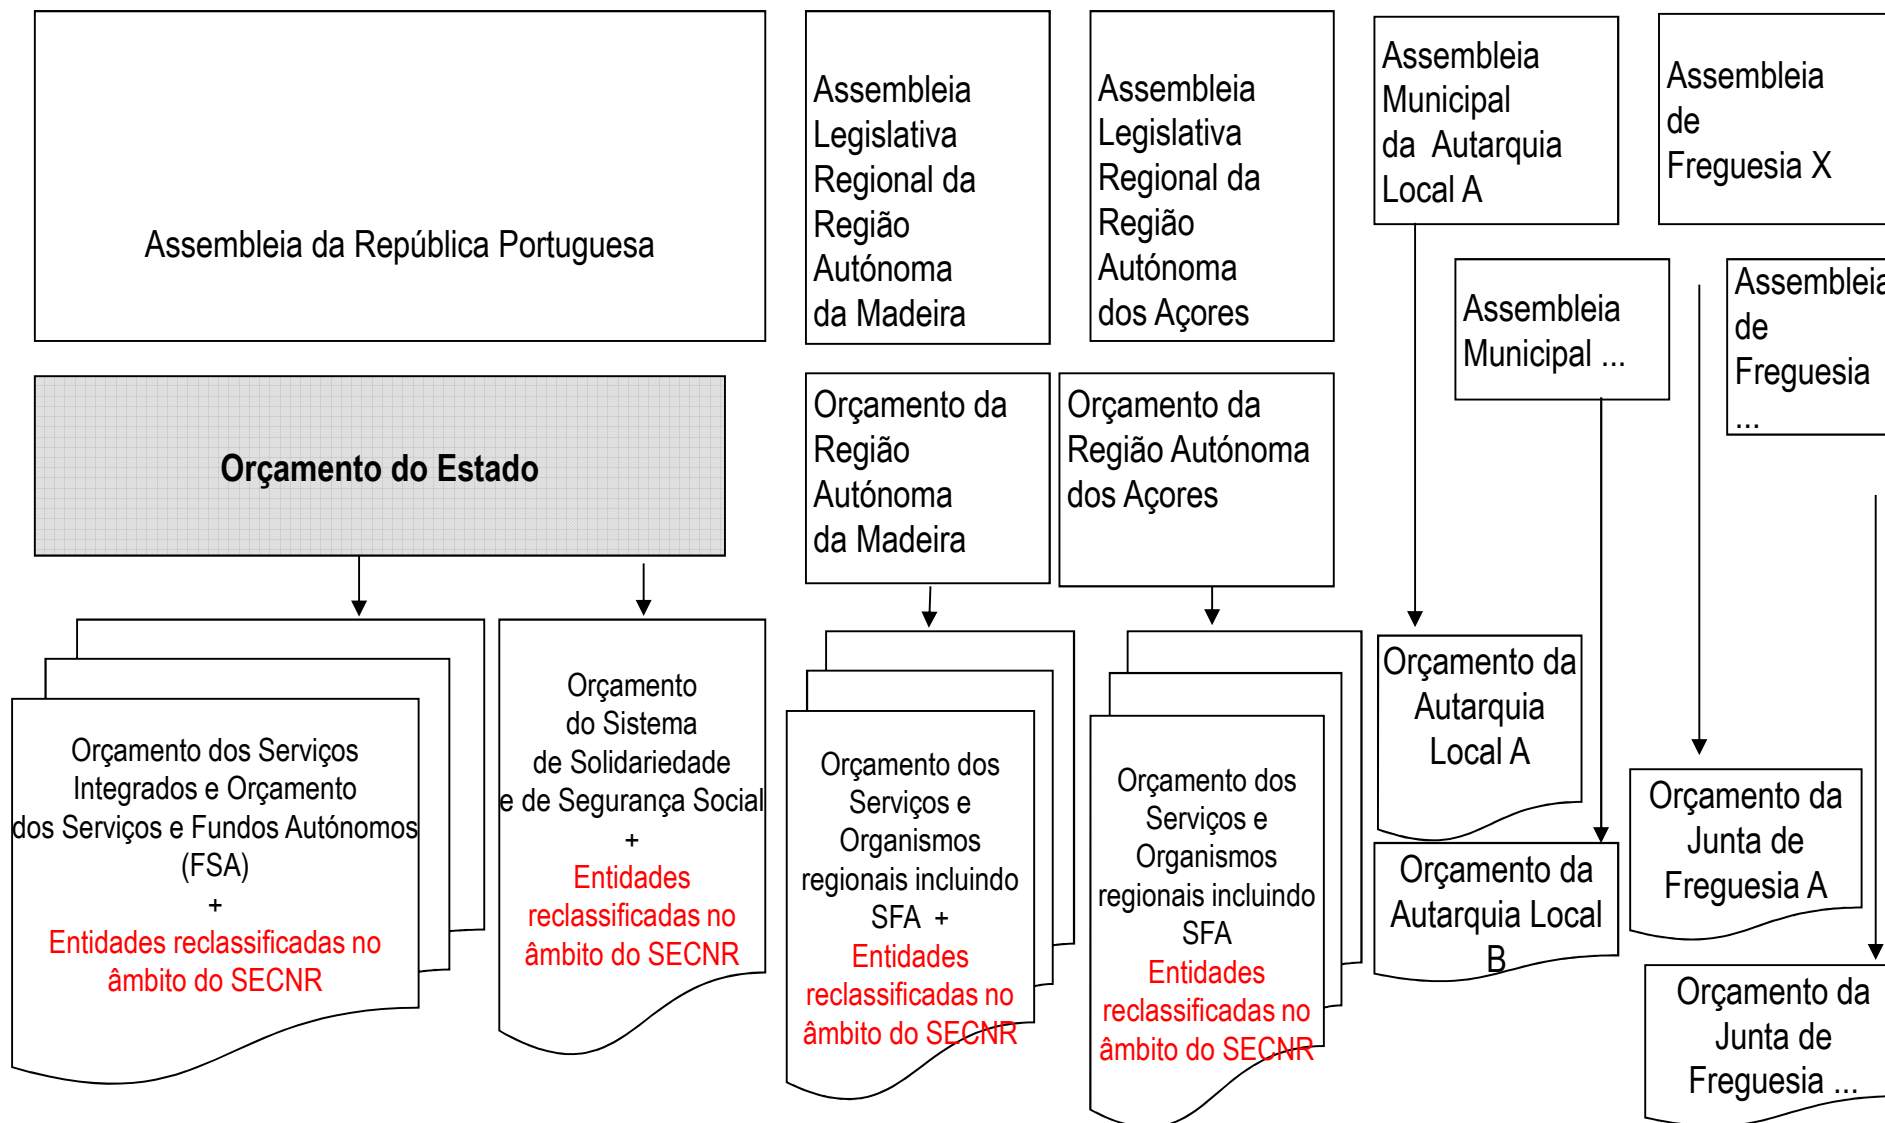 Assembleia da República Portuguesa
Assembleia
Legislativa
Regional da
Região
Autónoma
da Madeira
Assembleia
Legislativa
Regional da
Região
Autónoma
dos Açores
Assembleia
Municipal
da Autarquia
Local A
Assembleia
de
Freguesia X
Assembleia
Municipal ...
Assembleia
de
Freguesia
...
Orçamento do Estado
Orçamento da
Região
Autónoma
da Madeira
Orçamento da
Região Autónoma
dos Açores
Orçamento dos Serviços
Integrados e Orçamento
dos Serviços e Fundos Autónomos
(FSA)
+
Entidades reclassificadas no
âmbito do SECNR
Orçamento
do Sistema
de Solidariedade
e de Segurança Social
+
Entidades
reclassificadas no
âmbito do SECNR
Orçamento dos
Serviços e
Organismos
regionais incluindo
SFA +
Entidades
reclassificadas no
âmbito do SECNR
Orçamento dos
Serviços e
Organismos
regionais incluindo
SFA
Entidades
reclassificadas no
âmbito do SECNR
Orçamento da
Autarquia
Local A
Orçamento da
Autarquia Local
B
Orçamento da
Junta de
Freguesia A
Orçamento da
Junta de
Freguesia ...